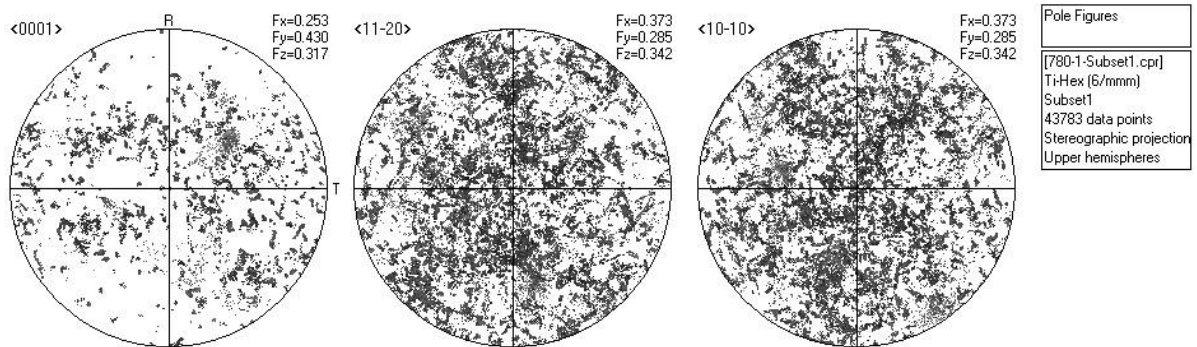 <0001>
R
Fx=0.253
Fy=0.430
Fz=0.317
T
<11-20>
Fx=0.373
Fy=0.285
Fz=0.342
<10-10>
Fx=0.373
Fy=0.285
Fz=0.342
Pole Figures
[780-1-Subset1.cpr]
Ti-Hex (6/mmm)
Subset1
43783 data points
Stereographic projection
Upper hemispheres